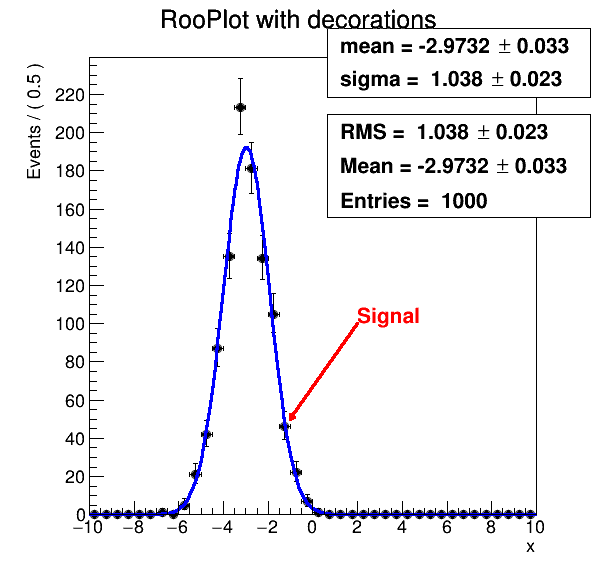 RooPlot with decorations
mean = -2.9732 ± 0.033
sigma = 1.038 ± 0.023
RMS = 1.038 ± 0.023
Mean = -2.9732 ± 0.033
Entries = 1000
Events / ( 0.5 )
220
200
180
160
140
120
100
80
60
40
20
0
Signal
−10 −8 −6 −4 −2 0 2 4 6 8 10
x